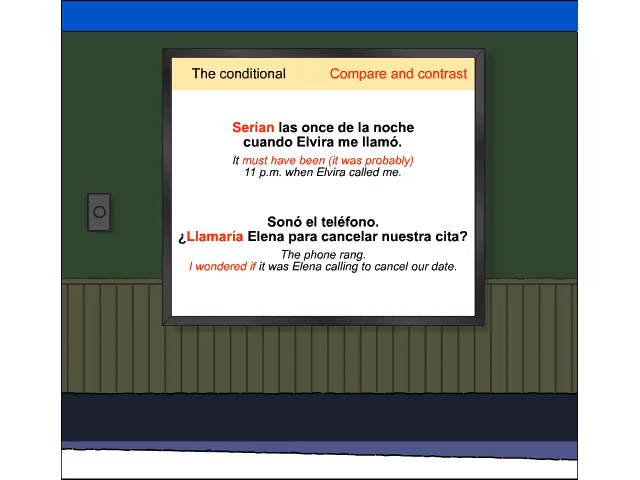 The conditional Compare and contrast
Serían las once de la noche
cuando Elvira me llamó.
It must have been (it was probably)
11 p.m. when Elvira called me.
Sonó el teléfono.
¿Llamaría Elena para cancelar nuestra cita?
The phone rang.
I wondered if it was Elena calling to cancel our date.